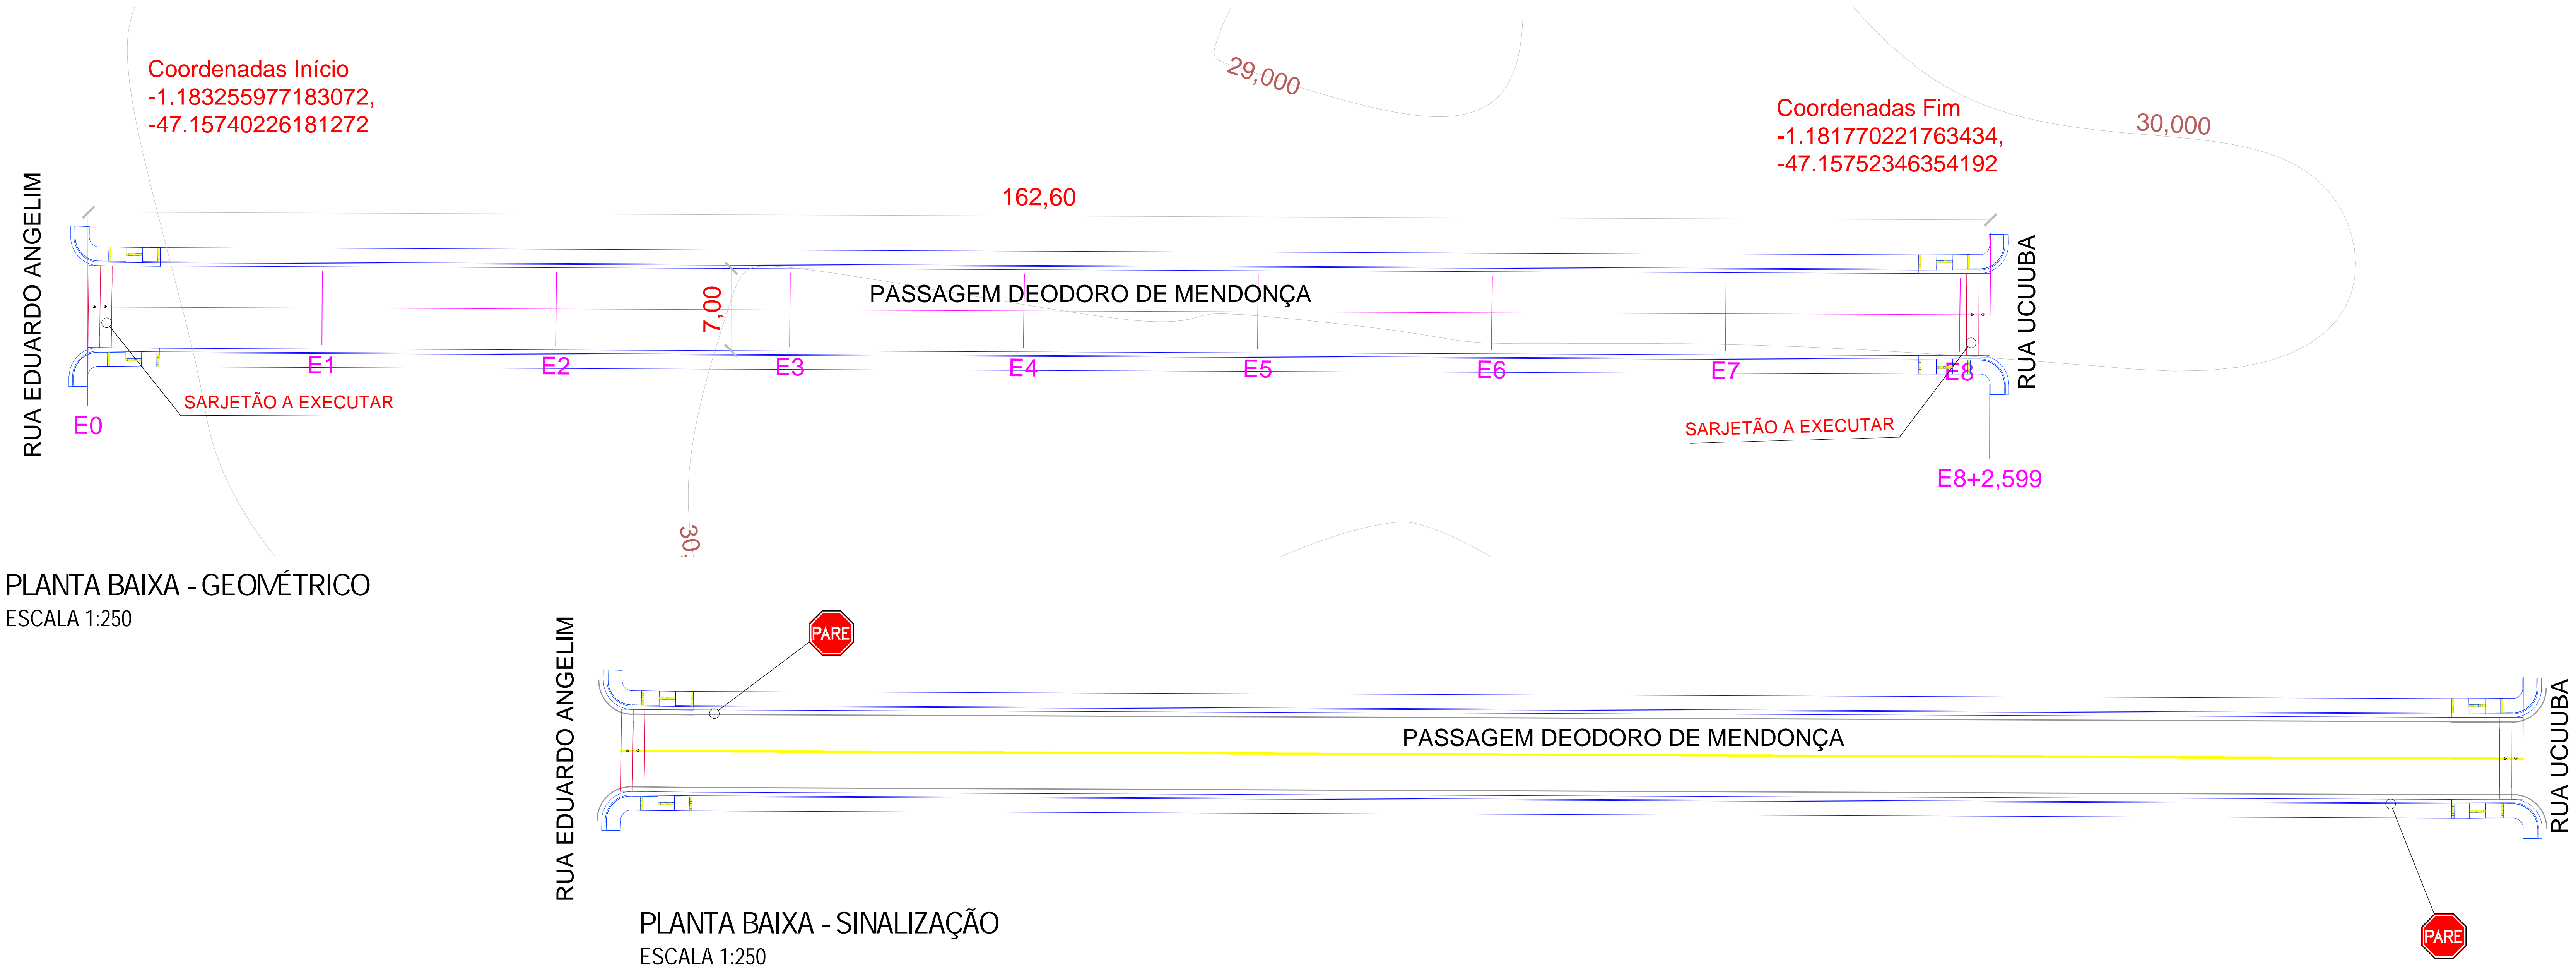 29,000
Coordenadas Início
-1.183255977183072,
-47.15740226181272
Coordenadas Fim
-1.181770221763434,
-47.15752346354192
30,000
162,60
RUA EDUARDO ANGELIM
PASSAGEM DEODORO DE MENDONÇA
7,00
RUA UCUUBA
E1
E2
E3
E4
E5
E6
E7
E8
SARJETÃO A EXECUTAR
E0
SARJETÃO A EXECUTAR
E8+2,599
30,
PLANTA BAIXA - GEOMÉTRICO
ESCALA 1:250
PARE
RUA EDUARDO ANGELIM
PASSAGEM DEODORO DE MENDONÇA
RUA UCUUBA
PLANTA BAIXA - SINALIZAÇÃO
ESCALA 1:250
PARE